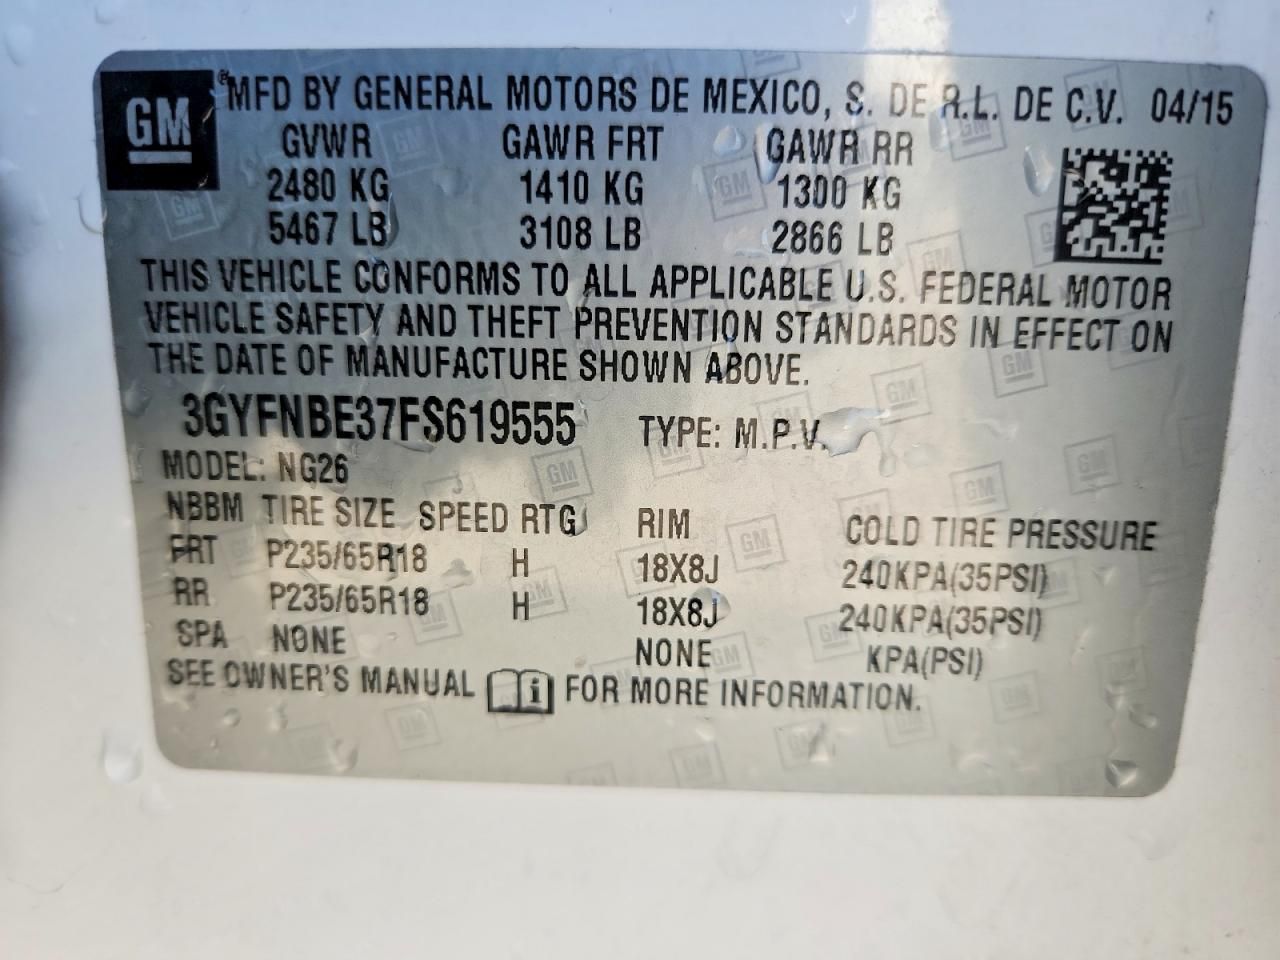 GM ® MFD BY GENERAL MOTORS DE MEXICO, S. DE R.L. DE C.V. 04/15
GVWR GAWR FRT GAWR RR
2480 KG 1410 KG 1300 KG
5467 LB 3108 LB 2866 LB
THIS VEHICLE CONFORMS TO ALL APPLICABLE U.S. FEDERAL MOTOR
VEHICLE SAFETY AND THEFT PREVENTION STANDARDS IN EFFECT ON
THE DATE OF MANUFACTURE SHOWN ABOVE.
3GYFNBE37FS619555 TYPE: M.P.V.
MODEL: NG26
NBBM TIRE SIZE SPEED RTG RIM COLD TIRE PRESSURE
FRT P235/65R18 H 18X8J 240KPA(35PSI)
RR P235/65R18 H 18X8J 240KPA(35PSI)
SPA NONE NONE KPA(PSI)
SEE OWNER'S MANUAL i FOR MORE INFORMATION.